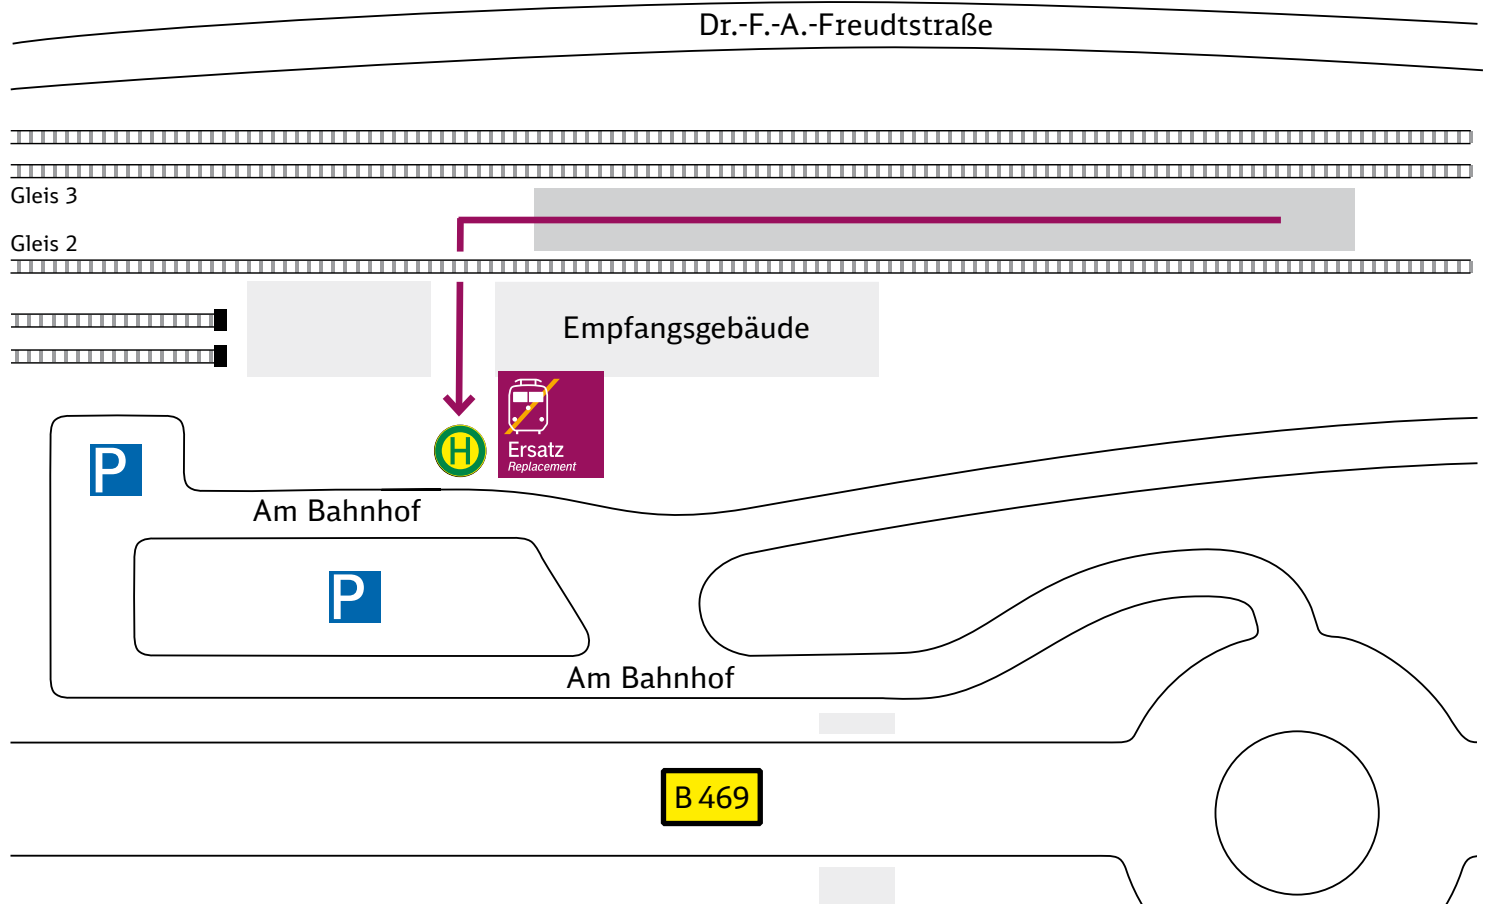 Dr.-F.-A.-Freudtstraße
Gleis 3
Gleis 2
Empfangsgebäude
Ersatz
Replacement
H
P
Am Bahnhof
P
Am Bahnhof
B 469